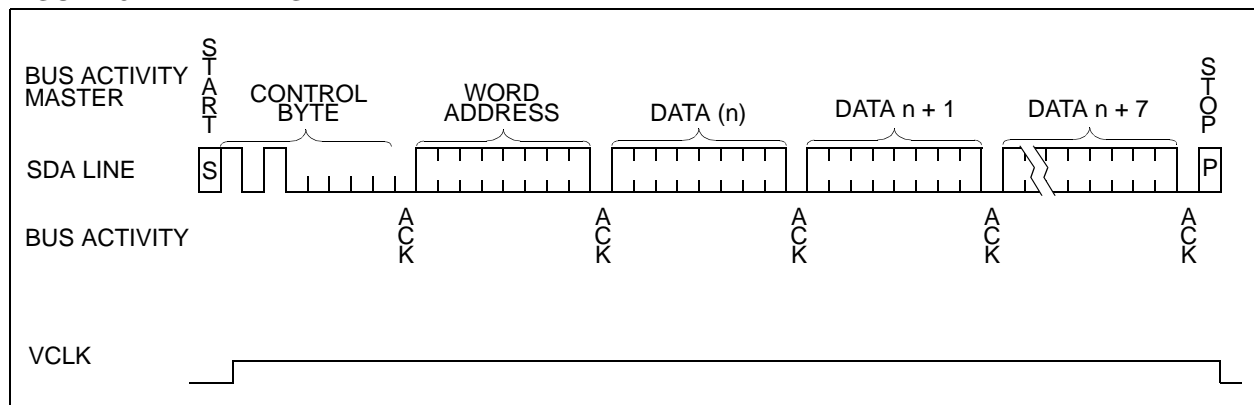 BUS ACTIVITY
MASTER
START
CONTROL
BYTE
WORD
ADDRESS
DATA (n)
DATA n + 1
DATA n + 7
STOP
SDA LINE
S
P
BUS ACTIVITY
ACK
ACK
ACK
ACK
ACK
VCLK